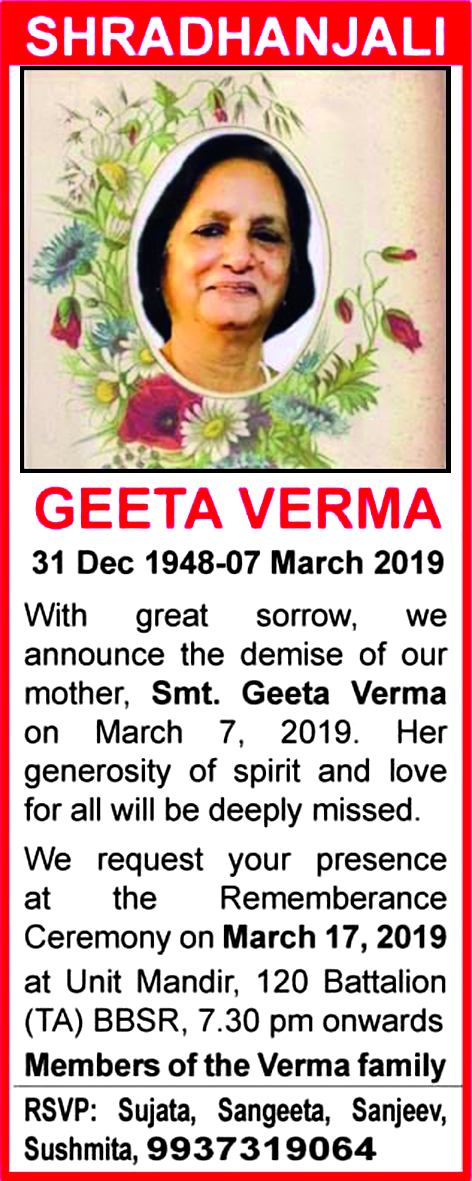 SHRADHANJALI
GEETA VERMA
31 Dec 1948-07 March 2019
With great sorrow, we
announce the demise of our
mother, Smt. Geeta Verma
on March 7, 2019. Her
generosity of spirit and love
for all will be deeply missed.
We request your presence
at the Rememberance
Ceremony on March 17, 2019
at Unit Mandir, 120 Battalion
(TA) BBSR, 7.30 pm onwards
Members of the Verma family
RSVP: Sujata, Sangeeta, Sanjeev,
Sushmita, 9937319064